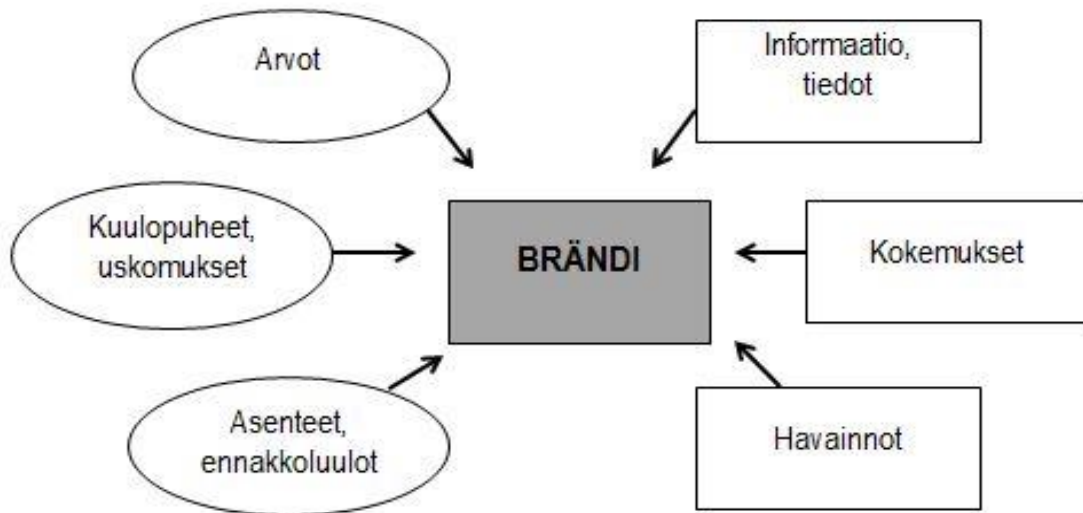 Arvot
Informaatio,
tiedot
Kuulopuheet,
uskomukset
BRÄNDI
Kokemukset
Asenteet,
ennakkoluulot
Havainnot